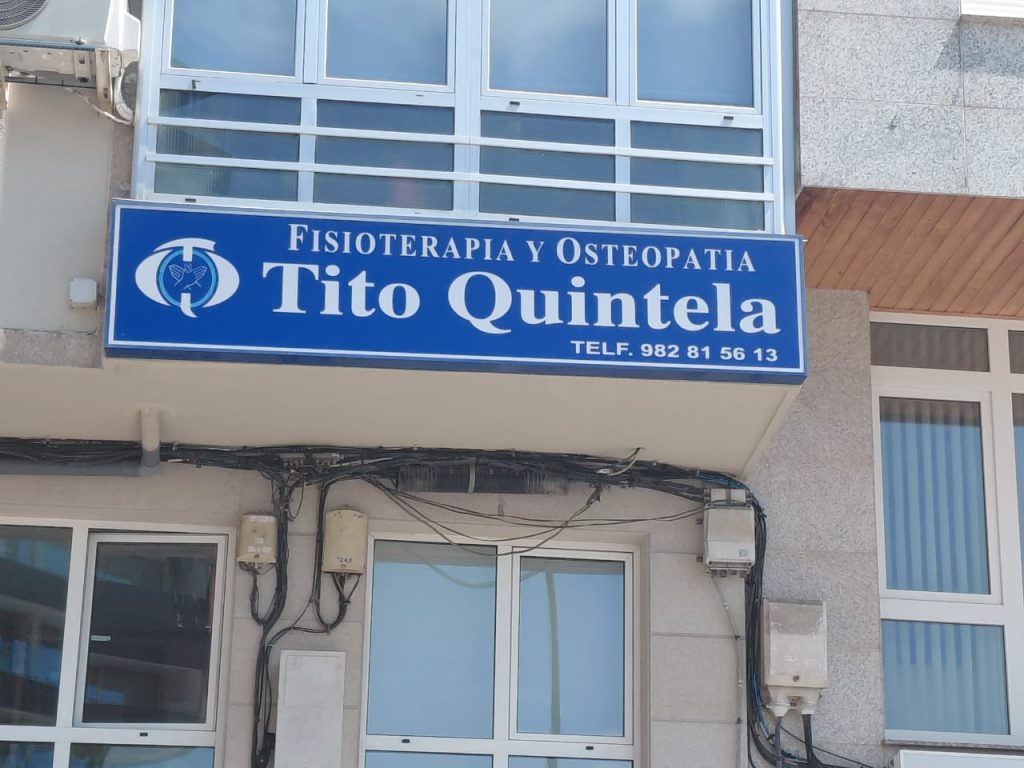 FISIOTERAPIA Y OSTEOPATIA
Tito Quintela
TELF. 982 81 56 13